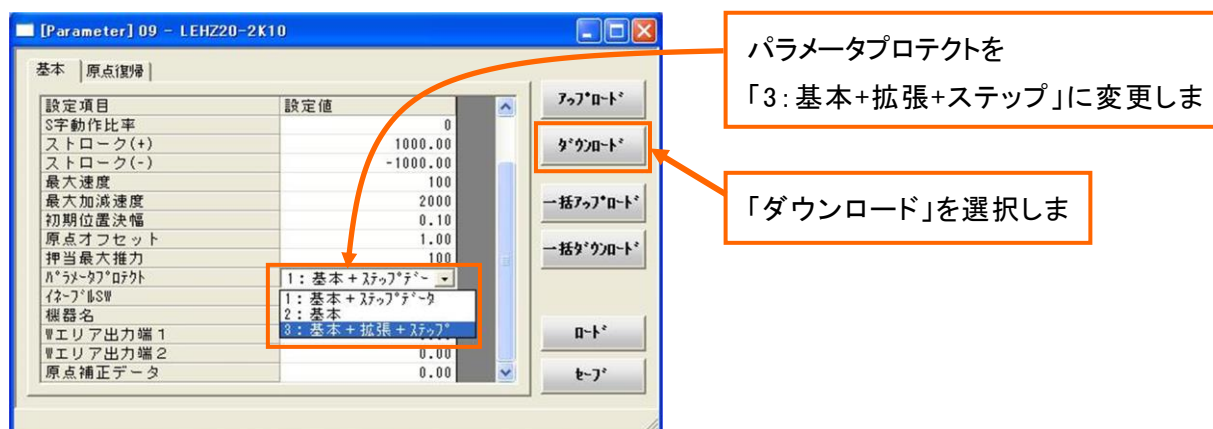 [Parameter] 09 - LEHZ20-2K10
基本 原点復帰
設定項目 設定値
S字動作比率 0
ストローク(+) 1000.00
ストローク(-) -1000.00
最大速度 100
最大加減速度 2000
初期位置決幅 0.10
原点オフセット 1.00
押当最大推力 100
ﾊﾟﾗﾒｰﾀﾌﾟﾛﾃｸﾄ 1：基本＋ｽﾃｯﾌﾟﾃﾞｰ
ｲﾈｰﾌﾞﾙSW 1：基本＋ｽﾃｯﾌﾟﾃﾞｰﾀ
機器名 2：基本
Wエリア出力端１ 3：基本＋拡張＋ｽﾃｯﾌﾟ
Wエリア出力端２ 0.00
原点補正データ 0.00
ｱｯﾌﾟﾛｰﾄﾞ
ﾀﾞｳﾝﾛｰﾄﾞ
一括ｱｯﾌﾟﾛｰﾄﾞ
一括ﾀﾞｳﾝﾛｰﾄﾞ
ﾛｰﾄﾞ
ｾｰﾌﾞ
パラメータプロテクトを
「3：基本+拡張+ステップ」に変更しま
「ダウンロード」を選択しま